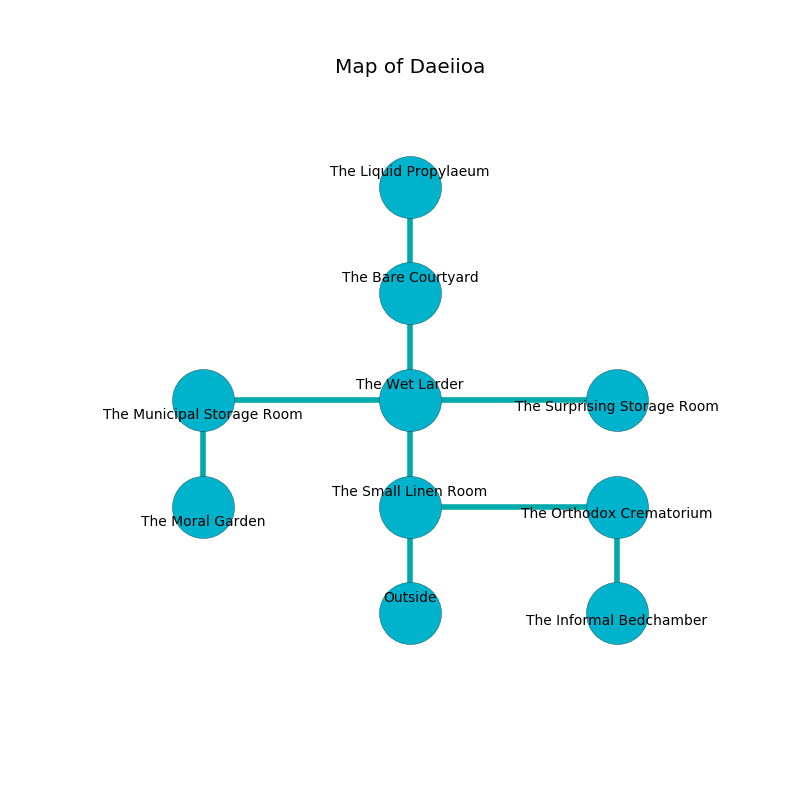 Map of Daeiioa
The Liquid Propylaeum
The Bare Courtyard
The Wet Larder
The Municipal Storage Room
The Surprising Storage Room
The Small Linen Room
The Moral Garden
The Orthodox Crematorium
Outside
The Informal Bedchamber